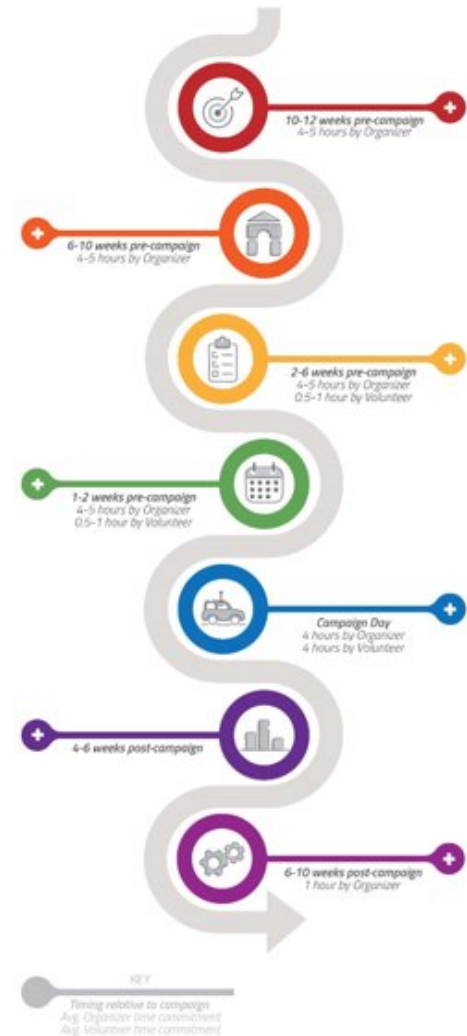 10-12 weeks pre-campaign
4-5 hours by Organizer
6-10 weeks pre-campaign
4-5 hours by Organizer
2-6 weeks pre-campaign
4-5 hours by Organizer
0.5-1 hour by Volunteer
1-2 weeks pre-campaign
4-5 hours by Organizer
0.5-1 hour by Volunteer
Campaign Day
4 hours by Organizer
4 hours by Volunteer
4-6 weeks post-campaign
6-10 weeks post-campaign
1 hour by Organizer
KEY
Timing relative to campaign
Avg. Organizer time commitment
Avg. Volunteer time commitment